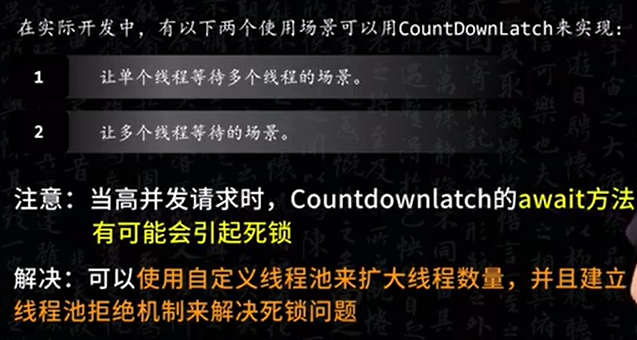 在实际开发中，有以下两个使用场景可以用CountDownLatch来实现：
1 让单个线程等待多个线程的场景。
2 让多个线程等待的场景。
注意：当高并发请求时，Countdownlatch的await方法
有可能会引起死锁
解决：可以使用自定义线程池来扩大线程数量，并且建立
线程池拒绝机制来解决死锁问题